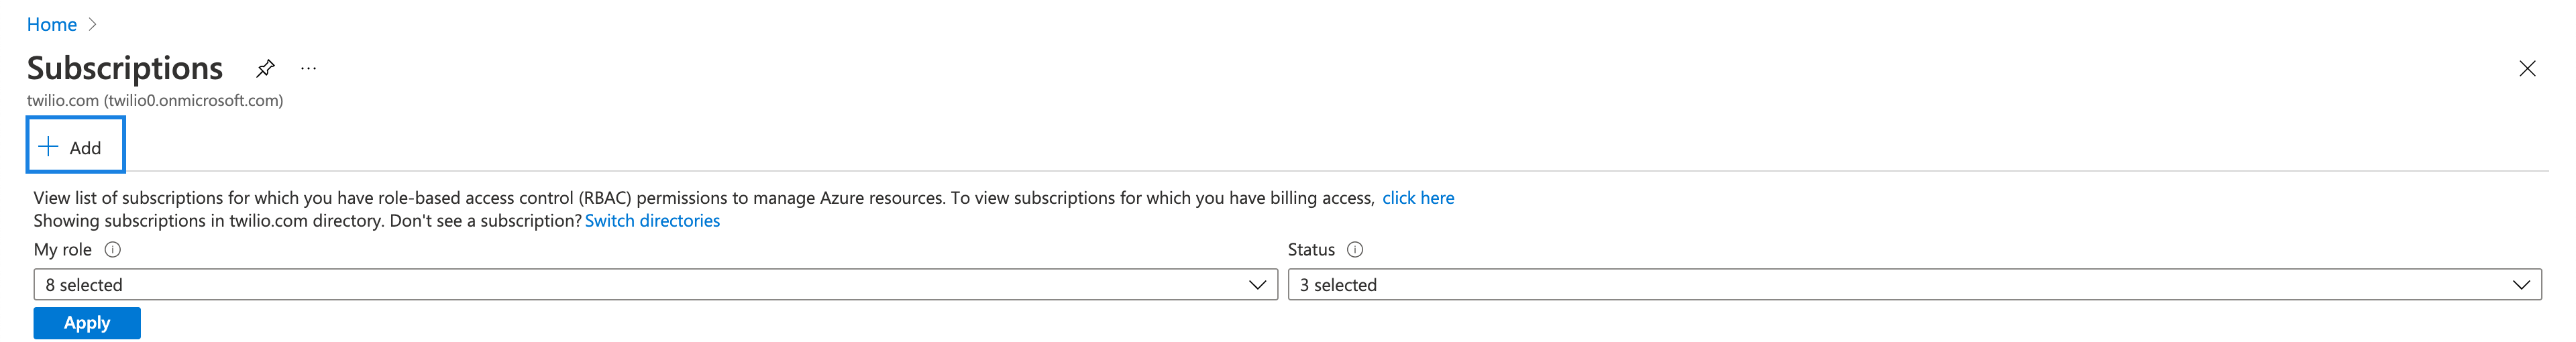 Home
Subscriptions ...
twilio.com (twilio0.onmicrosoft.com)
+ Add
View list of subscriptions for which you have role-based access control (RBAC) permissions to manage Azure resources. To view subscriptions for which you have billing access, click here
Showing subscriptions in twilio.com directory. Don't see a subscription? Switch directories
My role
Status
8 selected
3 selected
Apply